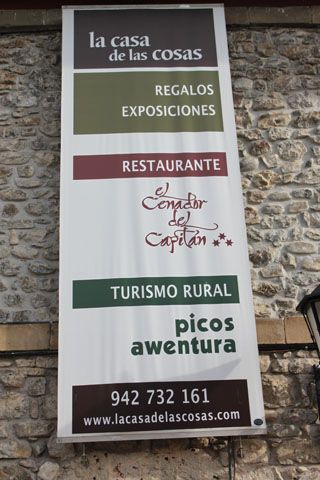 la casa
de las cosas
REGALOS
EXPOSICIONES
RESTAURANTE
el
Cenador
del
Capitán
TURISMO RURAL
picos
awentura
942 732 161
www.lacasadelascosas.com